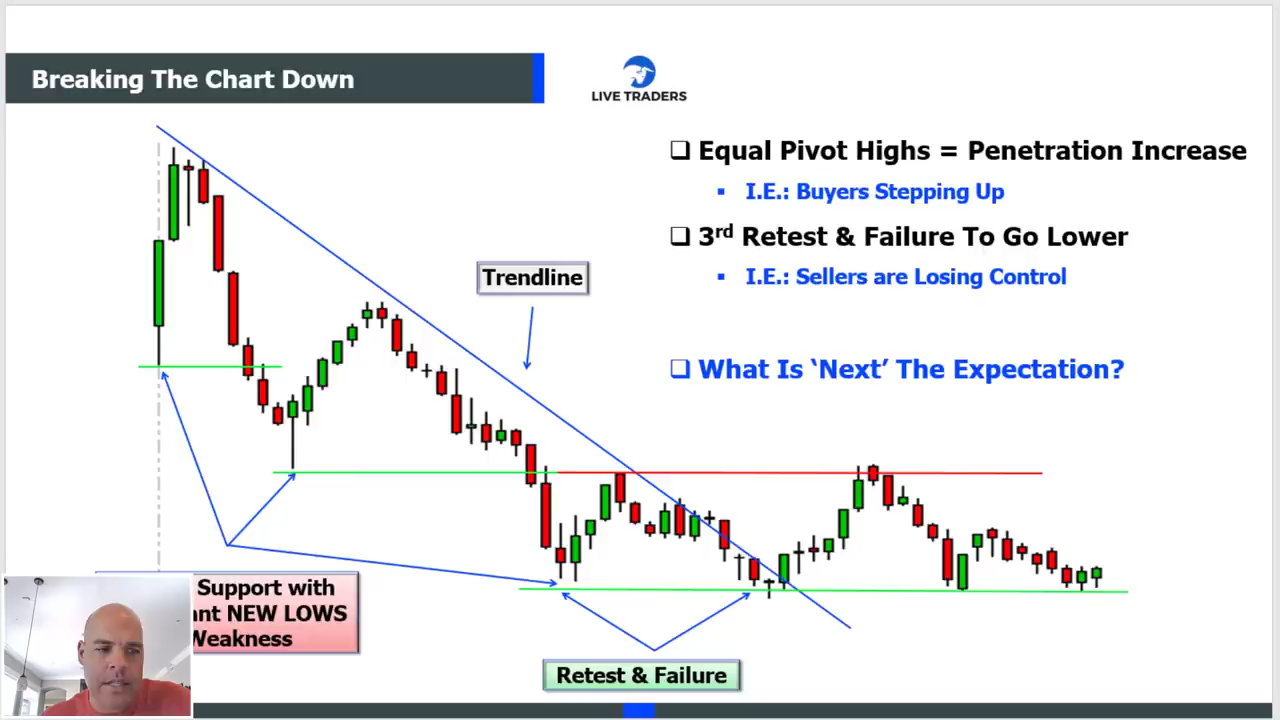 Breaking The Chart Down
LIVE TRADERS
❑ Equal Pivot Highs = Penetration Increase
▪ I.E.: Buyers Stepping Up
❑ 3rd Retest & Failure To Go Lower
▪ I.E.: Sellers are Losing Control
❑ What Is ‘Next’ The Expectation?
Trendline
Support with
NEW LOWS
Weakness
Retest & Failure